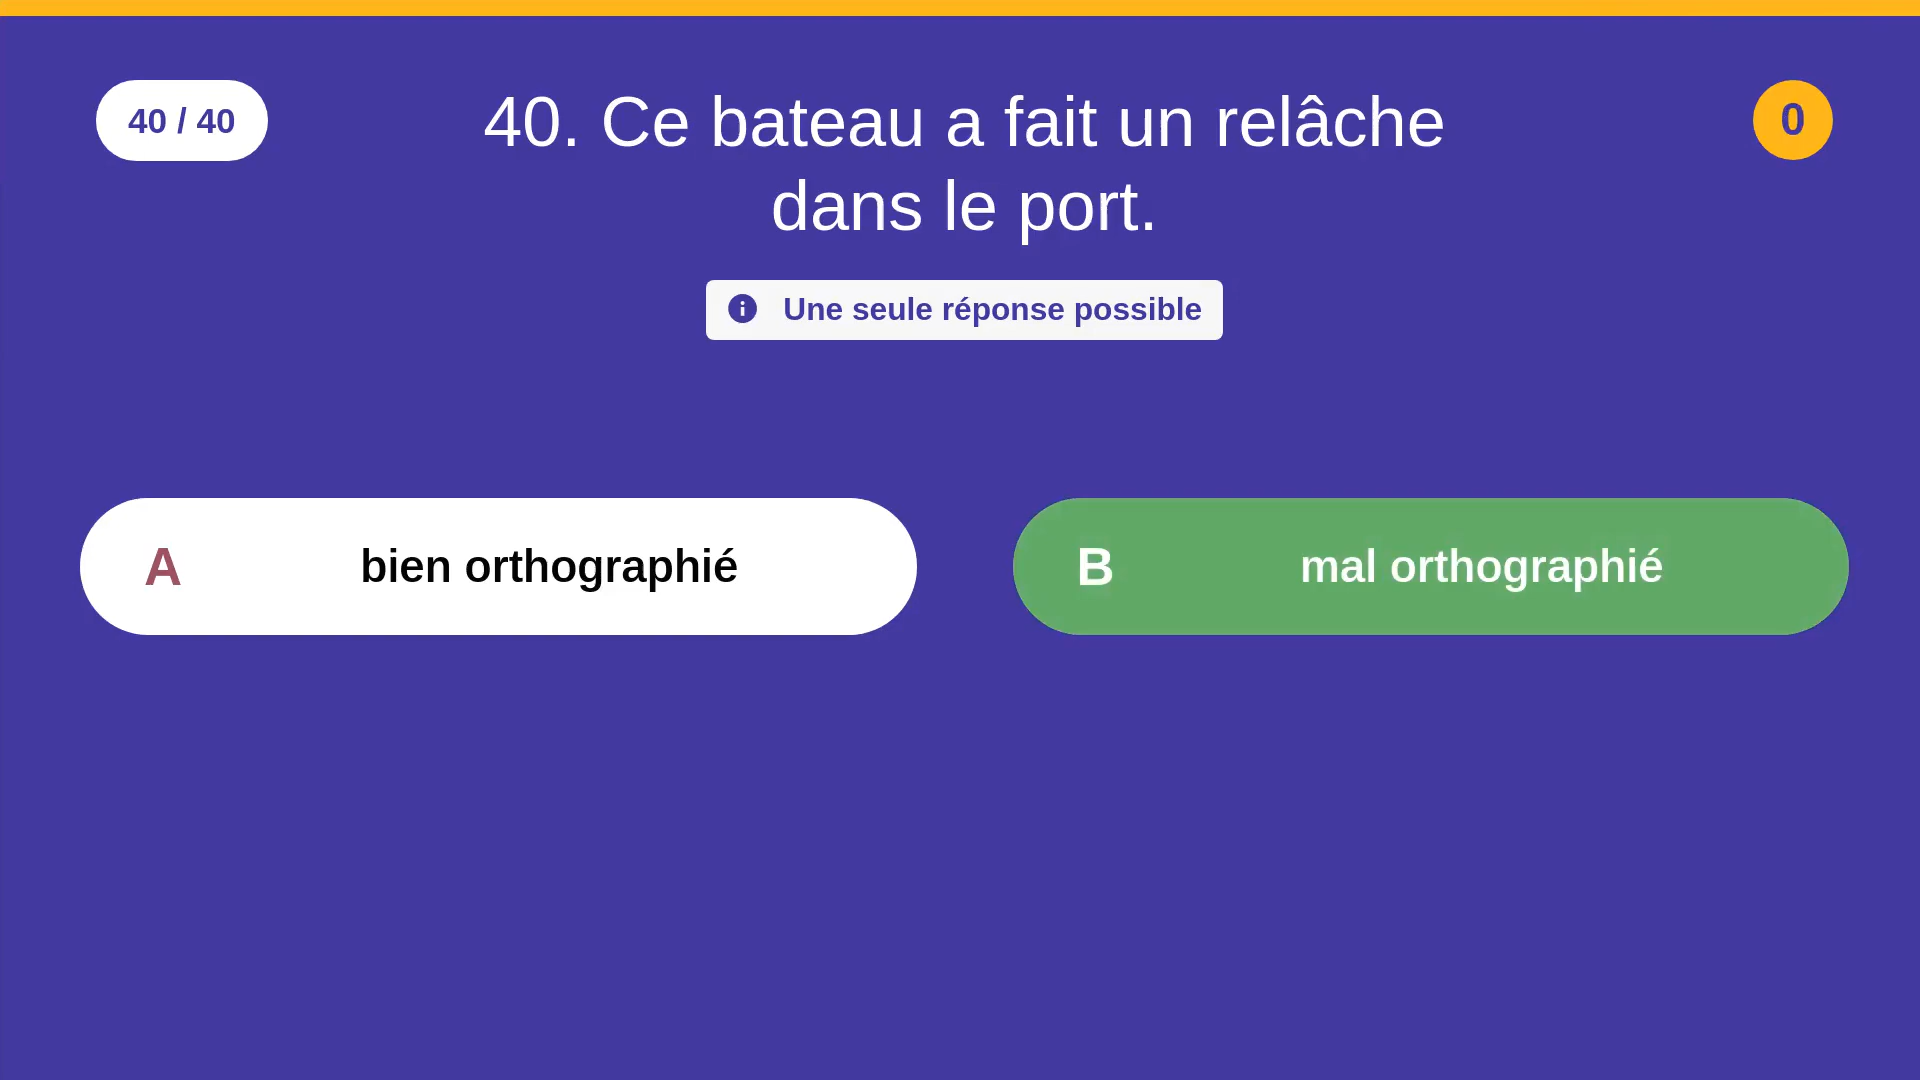 40 / 40
40. Ce bateau a fait un relâche
dans le port.
0
Une seule réponse possible
A bien orthographié
B mal orthographié